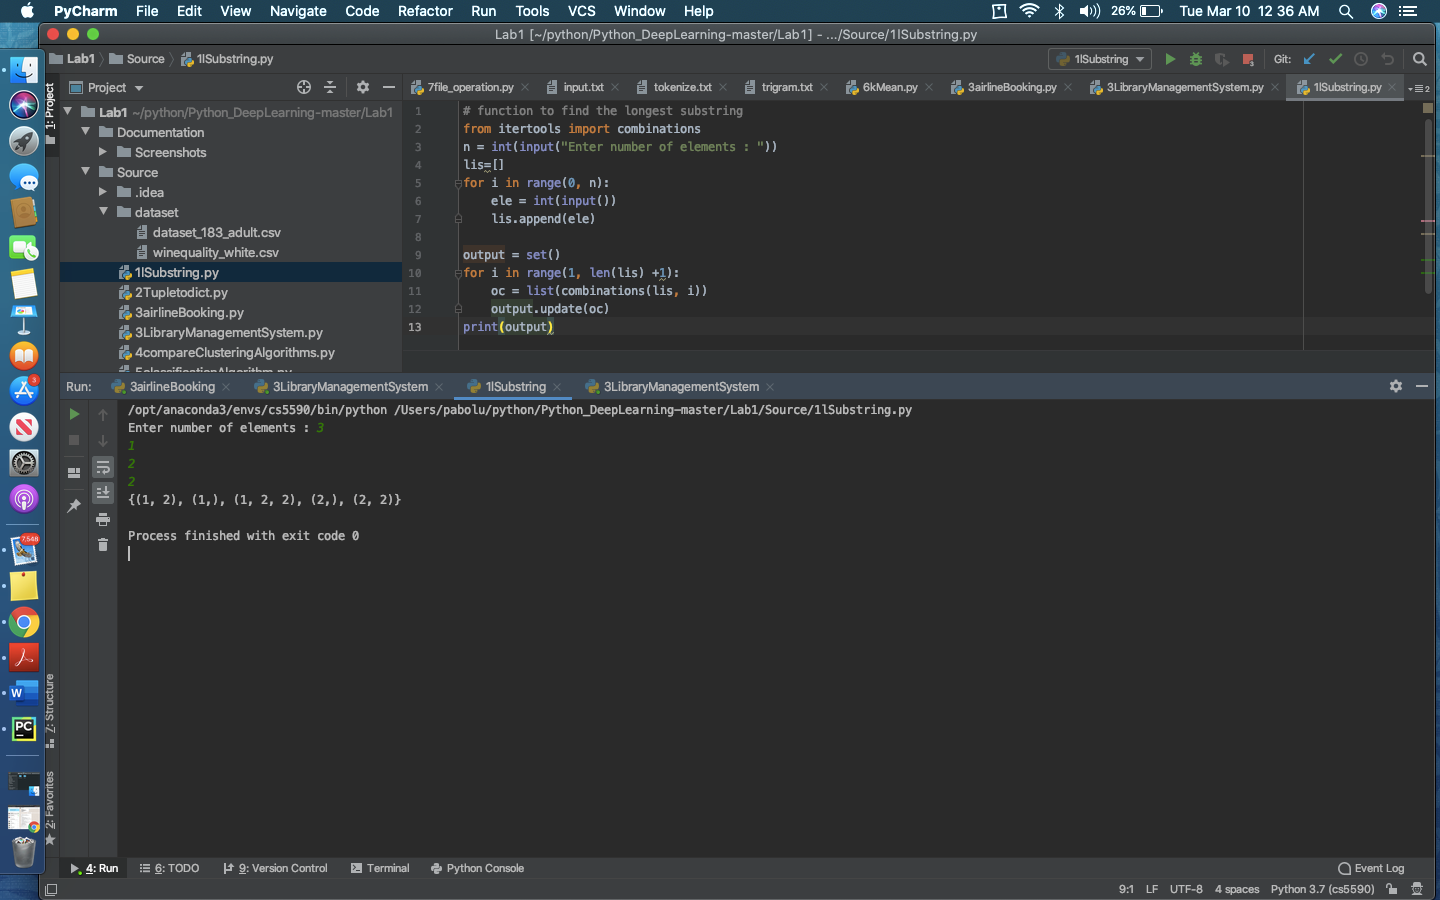 PyCharm File Edit View Navigate Code Refactor Run Tools VCS Window Help 26% Tue Mar 10 12 36 AM
Lab1 [~/python/Python_DeepLearning-master/Lab1] - .../Source/1lSubstring.py
Lab1 Source 1lSubstring.py 1lSubstring Git:
Project
7file_operation.py input.txt tokenize.txt trigram.txt 6kMean.py 3airlineBooking.py 3LibraryManagementSystem.py 1lSubstring.py 2
1: Project
Lab1 ~/python/Python_DeepLearning-master/Lab1
Documentation
Screenshots
Source
.idea
dataset
dataset_183_adult.csv
winequality_white.csv
1lSubstring.py
2Tupletodict.py
3airlineBooking.py
3LibraryManagementSystem.py
4compareClusteringAlgorithms.py
5classificationAlgorithm.py
1 # function to find the longest substring
2 from itertools import combinations
3 n = int(input("Enter number of elements : "))
4 lis=[]
5 for i in range(0, n):
6 ele = int(input())
7 lis.append(ele)
8
9 output = set()
10 for i in range(1, len(lis) +1):
11 oc = list(combinations(lis, i))
12 output.update(oc)
13 print(output)
Run: 3airlineBooking 3LibraryManagementSystem 1lSubstring 3LibraryManagementSystem
/opt/anaconda3/envs/cs5590/bin/python /Users/pabolu/python/Python_DeepLearning-master/Lab1/Source/1lSubstring.py
Enter number of elements : 3
1
2
2
{(1, 2), (1,), (1, 2, 2), (2,), (2, 2)}
Process finished with exit code 0
3
7,548
W
PC
Z: Structure
2: Favorites
4: Run 6: TODO 9: Version Control Terminal Python Console Event Log
9:1 LF UTF-8 4 spaces Python 3.7 (cs5590)